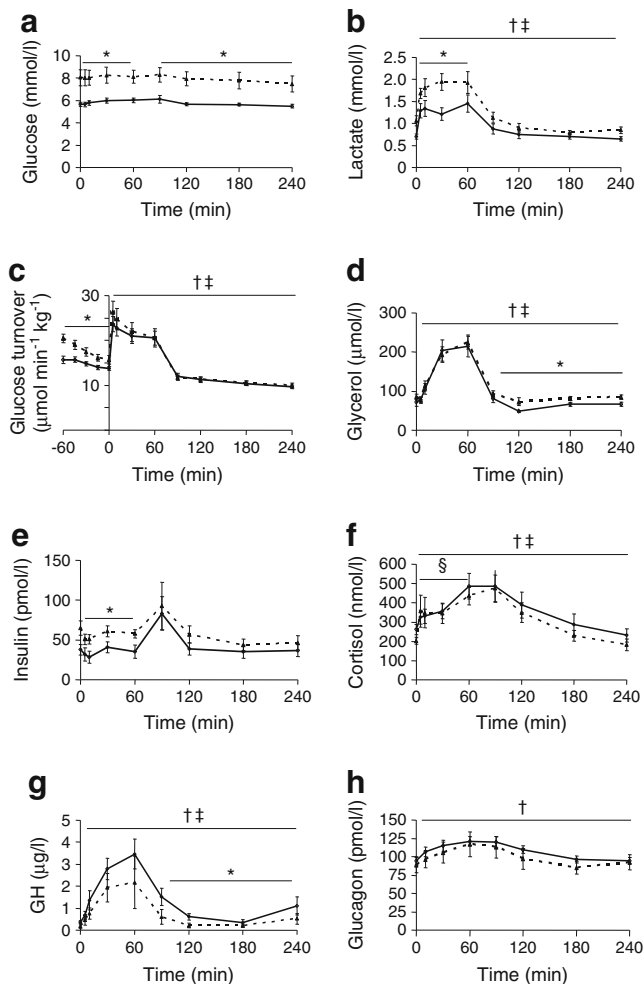 a
Glucose (mmol/l)
12
10
8
6
4
2
0
* *
0 60 120 180 240
Time (min)
b
Lactate (mmol/l)
†‡
*
2.5
2.0
1.5
1.0
0.5
0
0 60 120 180 240
Time (min)
c
Glucose turnover
(µmol min⁻¹ kg⁻¹)
†‡
*
30
20
10
-60 0 60 120 180 240
Time (min)
d
Glycerol (µmol/l)
†‡
*
300
200
100
0
0 60 120 180 240
Time (min)
e
Insulin (pmol/l)
*
150
100
50
0
0 60 120 180 240
Time (min)
f
Cortisol (nmol/l)
†‡
§
700
600
500
400
300
200
100
0
0 60 120 180 240
Time (min)
g
GH (µg/l)
†‡
*
5
4
3
2
1
0
0 60 120 180 240
Time (min)
h
Glucagon (pmol/l)
†
150
125
100
75
50
25
0
0 60 120 180 240
Time (min)